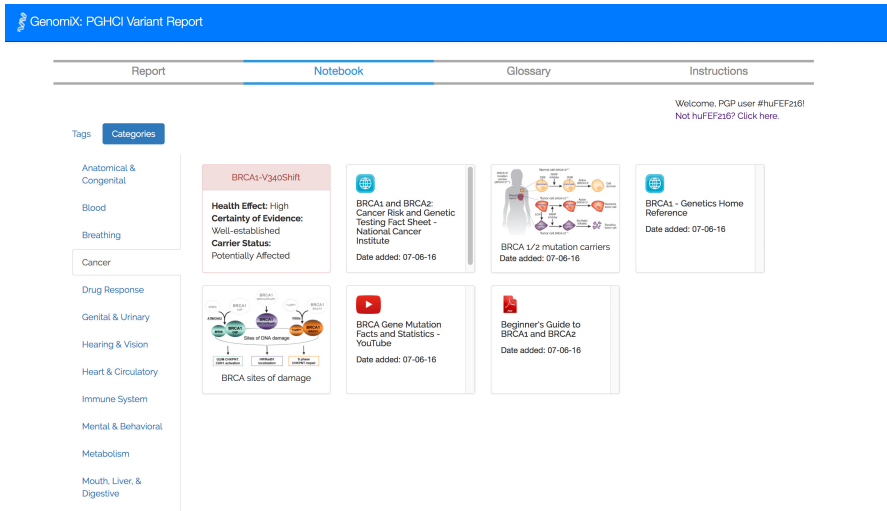 GenomiX: PGHCI Variant Report
Report
Notebook
Glossary
Instructions
Welcome, PGP user #huFEF216!
Not huFEF216? Click here.
Tags
Categories
Anatomical &
Congenital
Blood
Breathing
Cancer
Drug Response
Genital & Urinary
Hearing & Vision
Heart & Circulatory
Immune System
Mental & Behavioral
Metabolism
Mouth, Liver, &
Digestive
BRCA1-V340Shift
Health Effect: High
Certainty of Evidence:
Well-established
Carrier Status:
Potentially Affected
BRCA1 and BRCA2:
Cancer Risk and Genetic
Testing Fact Sheet -
National Cancer
Institute
Date added: 07-06-16
BRCA 1/2 mutation carriers
Date added: 07-06-16
BRCA1 - Genetics Home
Reference
Date added: 07-06-16
BRCA1
BRCA1
BRCA1
Sites of DNA damage
BRCA sites of damage
BRCA Gene Mutation
Facts and Statistics -
YouTube
Date added: 07-06-16
Beginner's Guide to
BRCA1 and BRCA2
Date added: 07-06-16